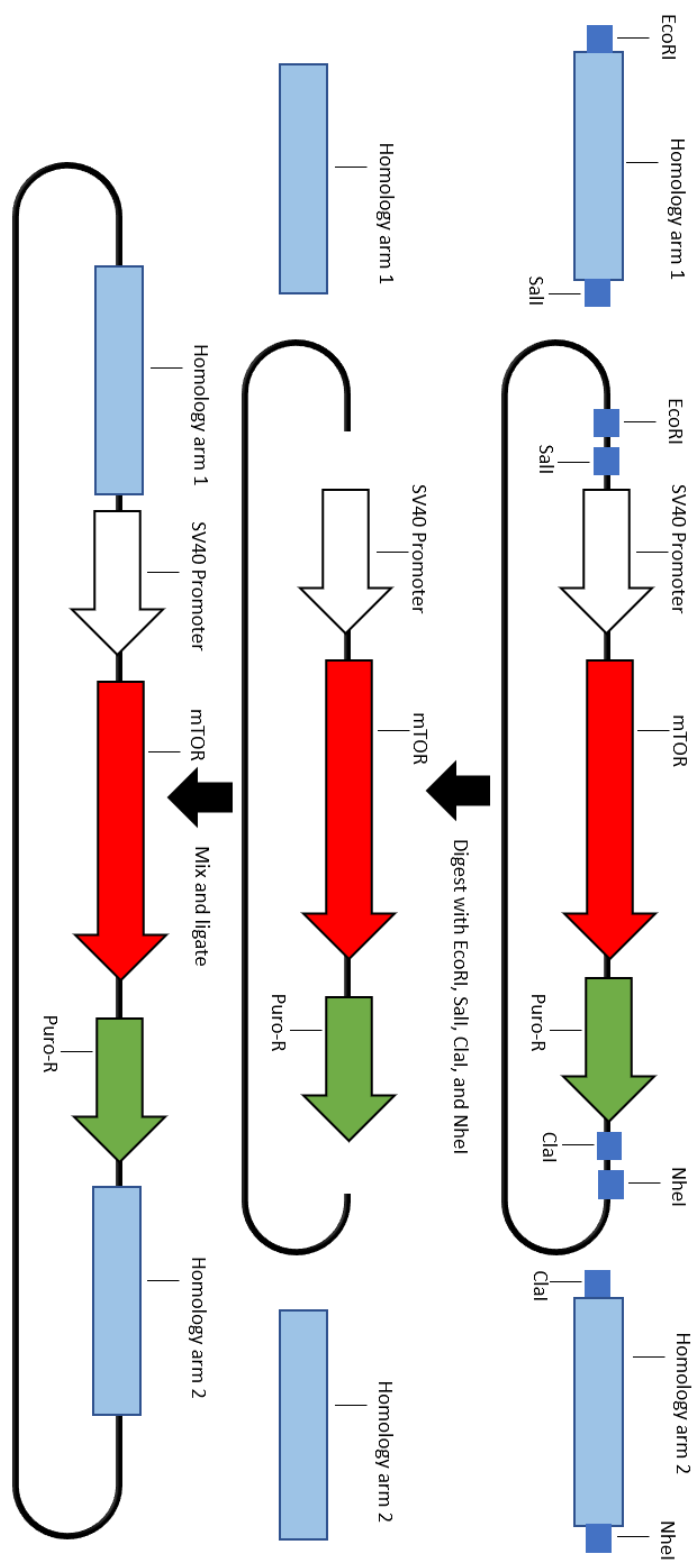 EcoRI
Homology arm 1
SalI
EcoRI
SalI
SV40 Promoter
mTOR
Puro-R
ClaI
NheI
ClaI
Homology arm 2
NheI
Digest with EcoRI, SalI, ClaI, and NheI
Homology arm 1
SV40 Promoter
mTOR
Puro-R
Homology arm 2
Mix and ligate
Homology arm 1
SV40 Promoter
mTOR
Puro-R
Homology arm 2